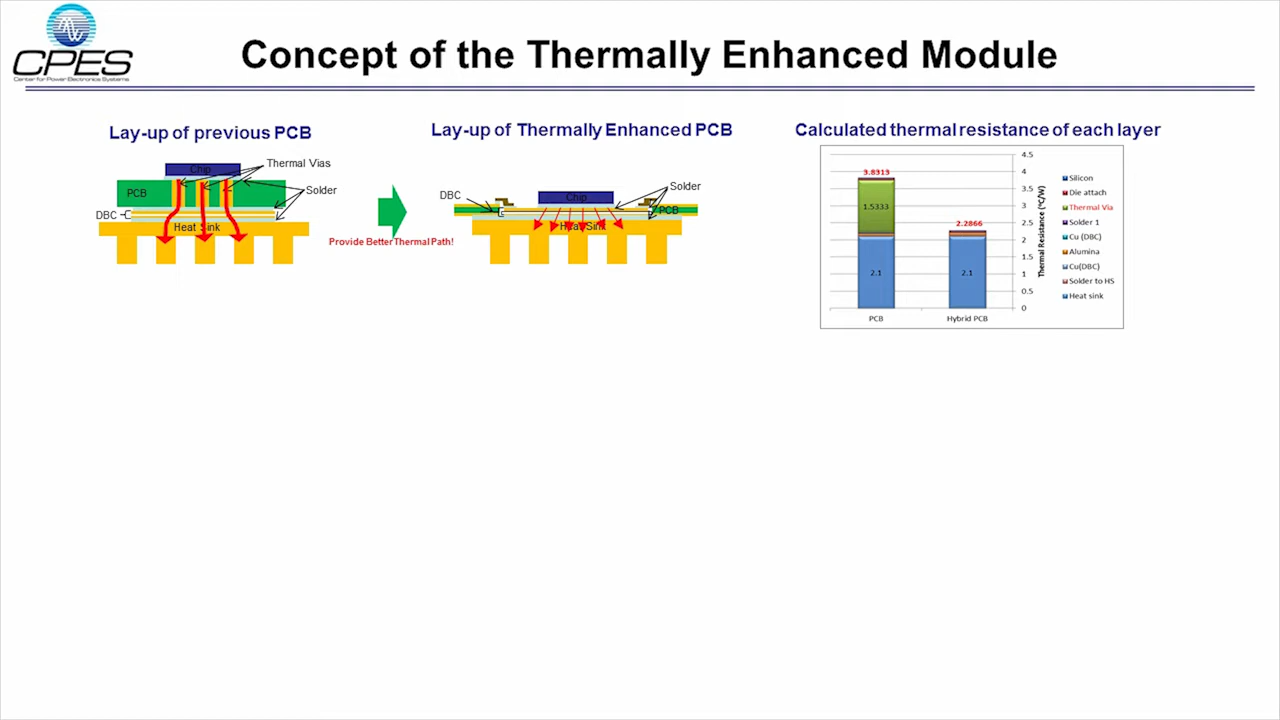 CPES
Center for Power Electronics Systems
Concept of the Thermally Enhanced Module
Lay-up of previous PCB
Chip
Thermal Vias
PCB
Solder
DBC
Heat Sink
Provide Better Thermal Path!
Lay-up of Thermally Enhanced PCB
DBC
Chip
Solder
PCB
Heat Sink
Calculated thermal resistance of each layer
4.5
4
3.5
3
2.5
2
1.5
1
0.5
0
Thermal Resistance (°C/W)
3.8313
1.5333
2.1
2.2866
2.1
PCB
Hybrid PCB
Silicon
Die attach
Thermal Via
Solder 1
Cu (DBC)
Alumina
Cu(DBC)
Solder to HS
Heat sink